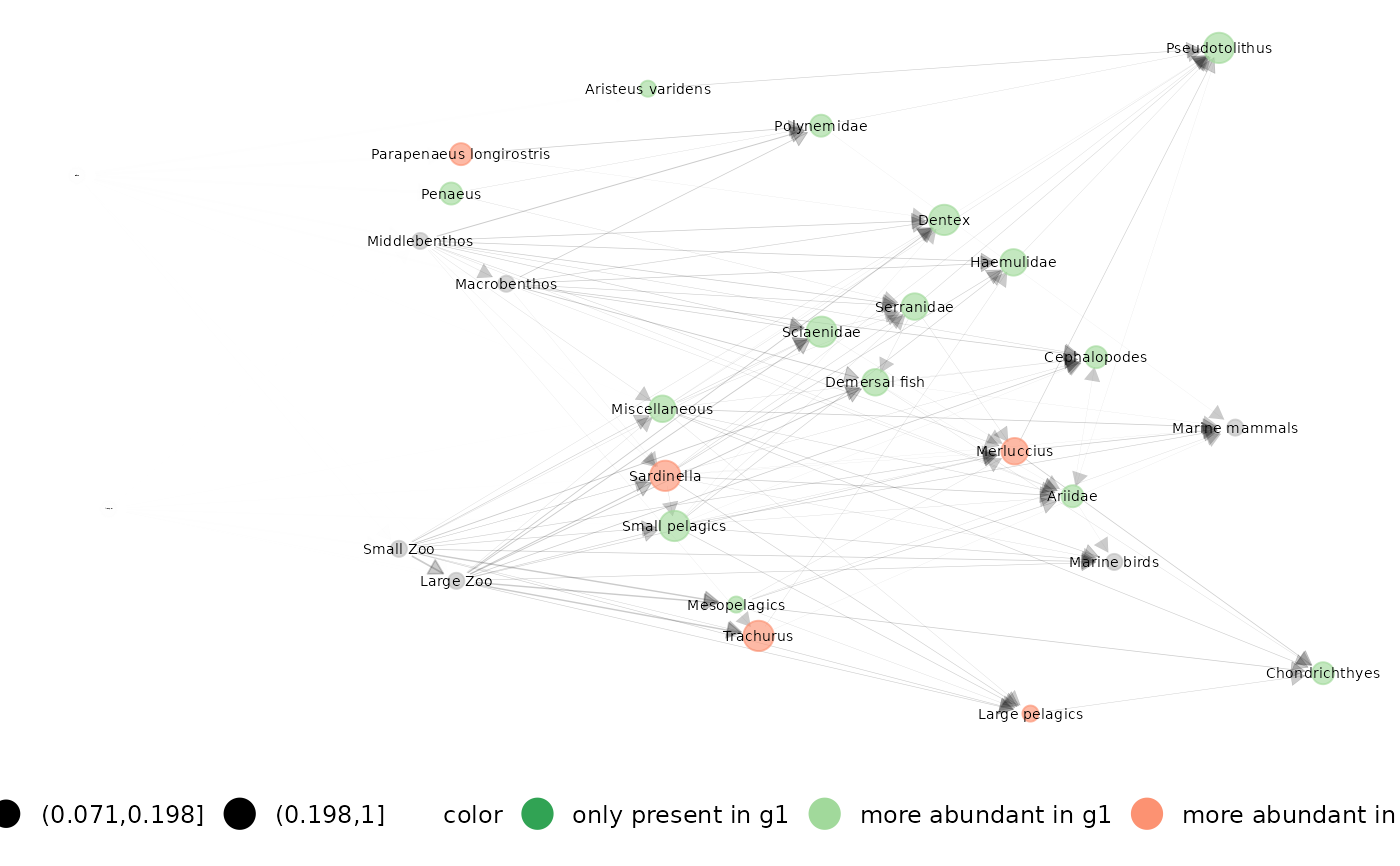 Pseudotolithus
Aristeus varidens
Polynemidae
Parapenaeus longirostris
Penaeus
Dentex
Middlebenthos
Haemulidae
Macrobenthos
Serranidae
Sciaenidae
Cephalopodes
Demersal fish
Miscellaneous
Marine mammals
Merluccius
Sardinella
Ariidae
Small pelagics
Small Zoo
Marine birds
Large Zoo
Mesopelagics
Trachurus
Chondrichthyes
Large pelagics
(0.071,0.198] (0.198,1] color only present in g1 more abundant in g1 more abundant in